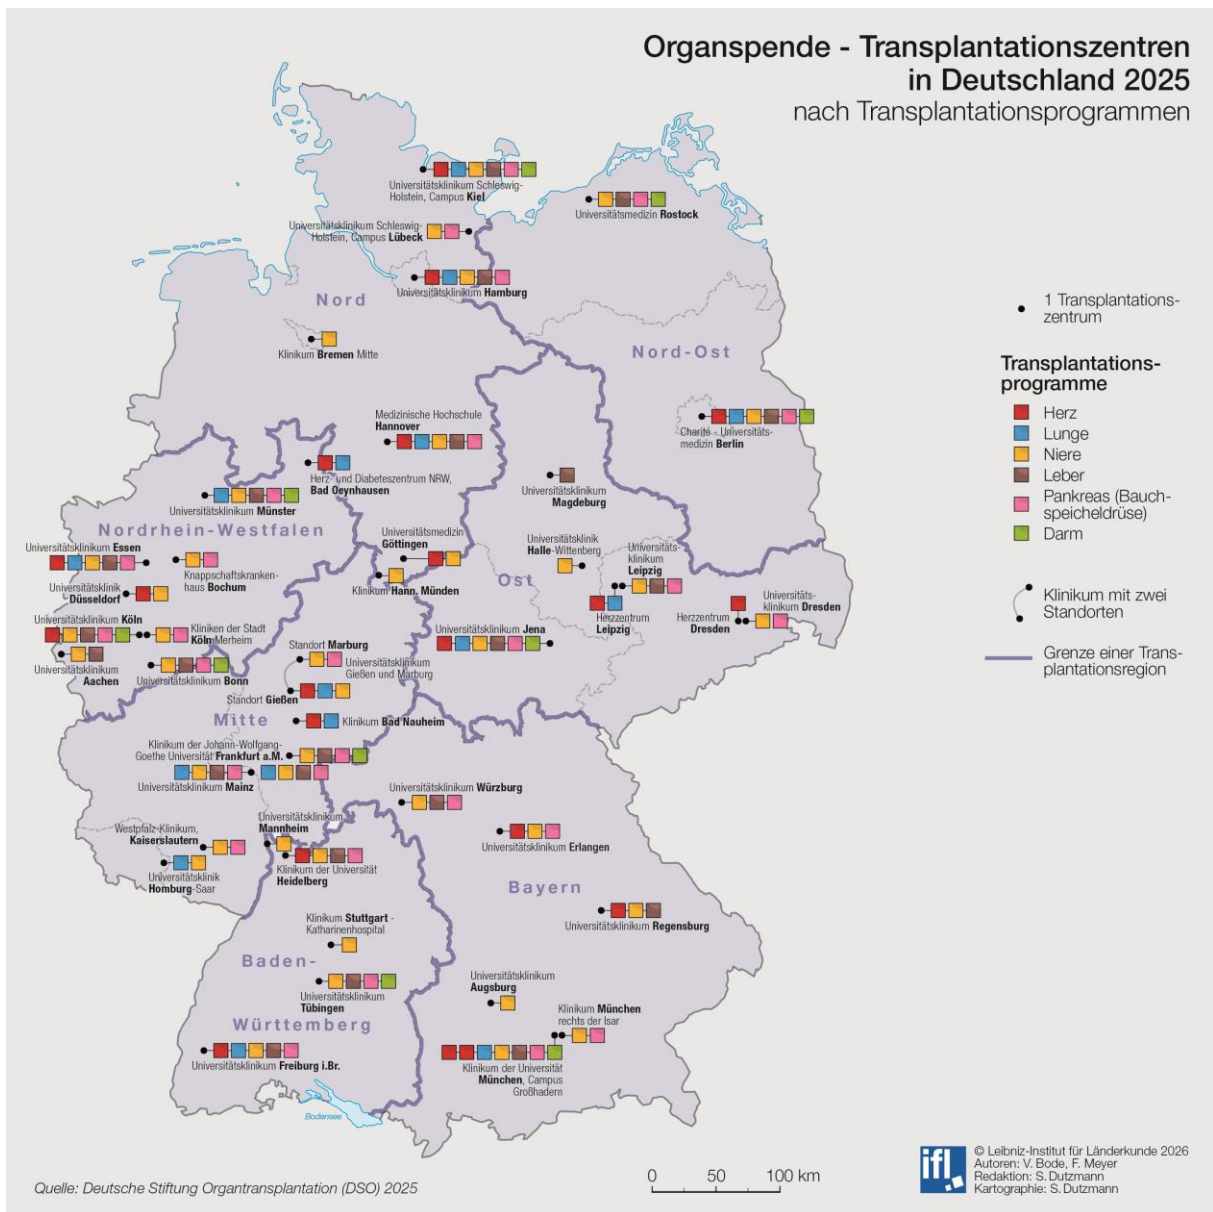 Organspende - Transplantationszentren
in Deutschland 2025
nach Transplantationsprogrammen
Universitätsklinikum Schleswig-
Holstein, Campus Kiel
Universitätsmedizin Rostock
Universitätsklinikum Schleswig-
Holstein, Campus Lübeck
Universitätsklinikum Hamburg
Nord
Klinikum Bremen Mitte
Nord-Ost
1 Transplantations-
zentrum
Transplantations-
programme
Herz
Lunge
Niere
Leber
Pankreas (Bauch-
speicheldrüse)
Darm
Klinikum mit zwei
Standorten
Grenze einer Trans-
plantationsregion
Medizinische Hochschule
Hannover
Charité - Universitäts-
medizin Berlin
Herz- und Diabeteszentrum NRW,
Bad Oeynhausen
Universitätsklinikum
Magdeburg
Universitätsklinikum Münster
Nordrhein-Westfalen
Universitätsklinikum Essen
Knappschaftskranken-
haus Bochum
Universitätsklinik
Düsseldorf
Universitätsmedizin
Göttingen
Klinikum Hann. Münden
Universitätsklinik
Halle-Wittenberg
Universitäts-
klinikum
Leipzig
Ost
Herzzentrum
Leipzig
Herzzentrum
Dresden
Universitäts-
klinikum Dresden
Universitätsklinikum Köln
Kliniken der Stadt
Köln Merheim
Universitätsklinikum
Aachen
Universitätsklinikum Bonn
Universitätsklinikum Jena
Standort Marburg
Universitätsklinikum
Gießen und Marburg
Standort Gießen
Mitte
Klinikum Bad Nauheim
Klinikum der Johann-Wolfgang-
Goethe Universität Frankfurt a.M.
Universitätsklinikum Mainz
Universitätsklinikum Würzburg
Universitätsklinikum
Mannheim
Westpfalz-Klinikum,
Kaiserslautern
Universitätsklinik
Homburg-Saar
Klinikum der Universität
Heidelberg
Universitätsklinikum Erlangen
Bayern
Universitätsklinikum Regensburg
Klinikum Stuttgart -
Katharinenhospital
Baden-
Württemberg
Universitätsklinikum
Tübingen
Universitätsklinikum
Augsburg
Klinikum München
rechts der Isar
Universitätsklinikum Freiburg i.Br.
Klinikum der Universität
München, Campus
Großhadern
Bodensee
Quelle: Deutsche Stiftung Organtransplantation (DSO) 2025
0 50 100 km
ifl
© Leibniz-Institut für Länderkunde 2026
Autoren: V. Bode, F. Meyer
Redaktion: S. Dutzmann
Kartographie: S. Dutzmann